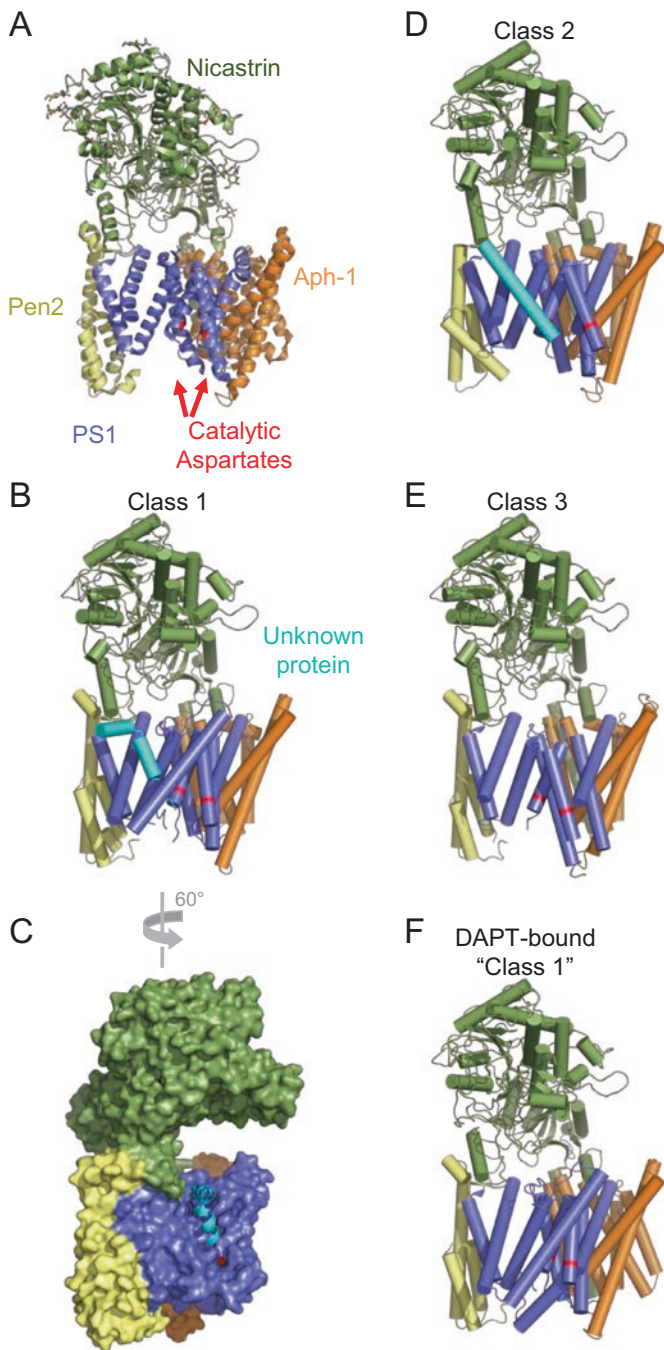 A
Nicastrin
Aph-1
Pen2
PS1
Catalytic
Aspartates
B
Class 1
Unknown
protein
C
60°
D
Class 2
E
Class 3
F
DAPT-bound
“Class 1”